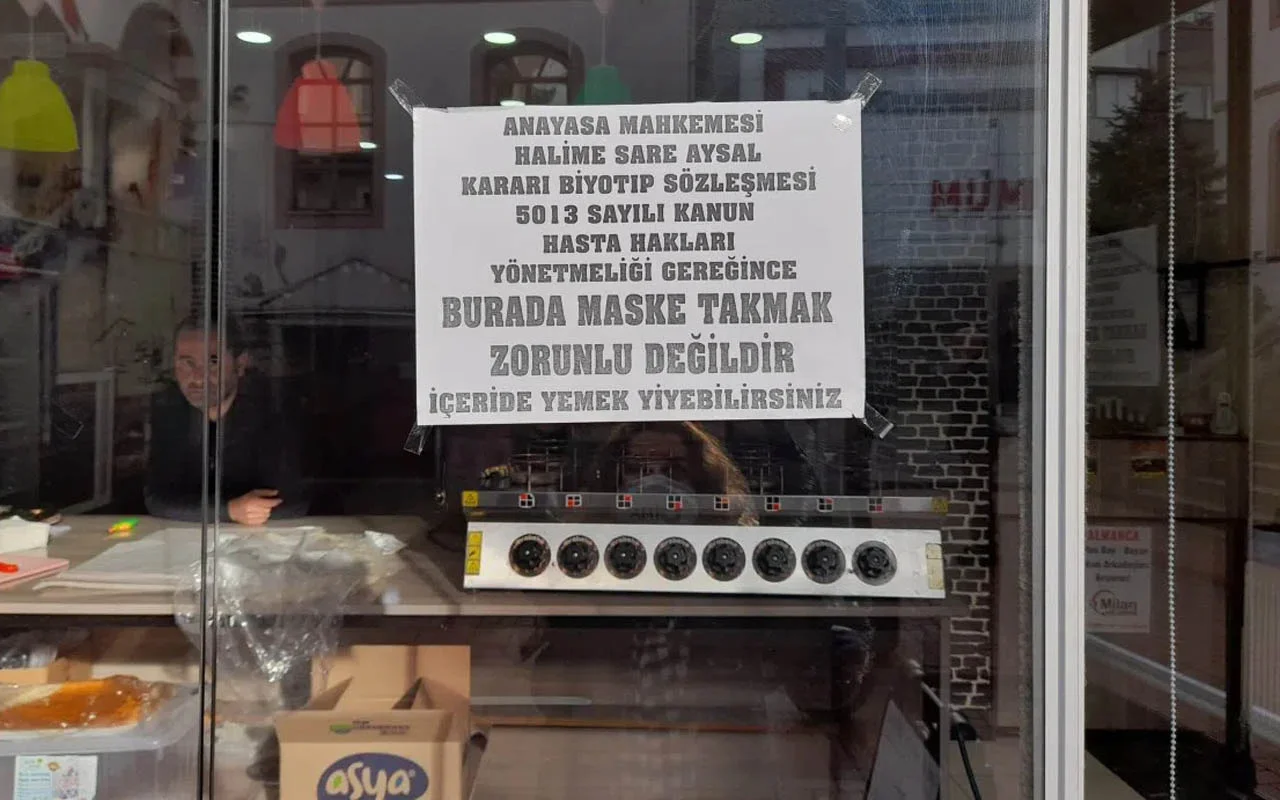 ANAYASA MAHKEMESİ
HALİME SARE AYSAL
KARARI BİYOTIP SÖZLEŞMESİ
5013 SAYILI KANUN
HASTA HAKLARI
YÖNETMELİĞİ GEREĞİNCE
BURADA MASKE TAKMAK
ZORUNLU DEĞİLDİR
İÇERİDE YEMEK YİYEBİLİRSİNİZ
ALMANCA
Milan
asya